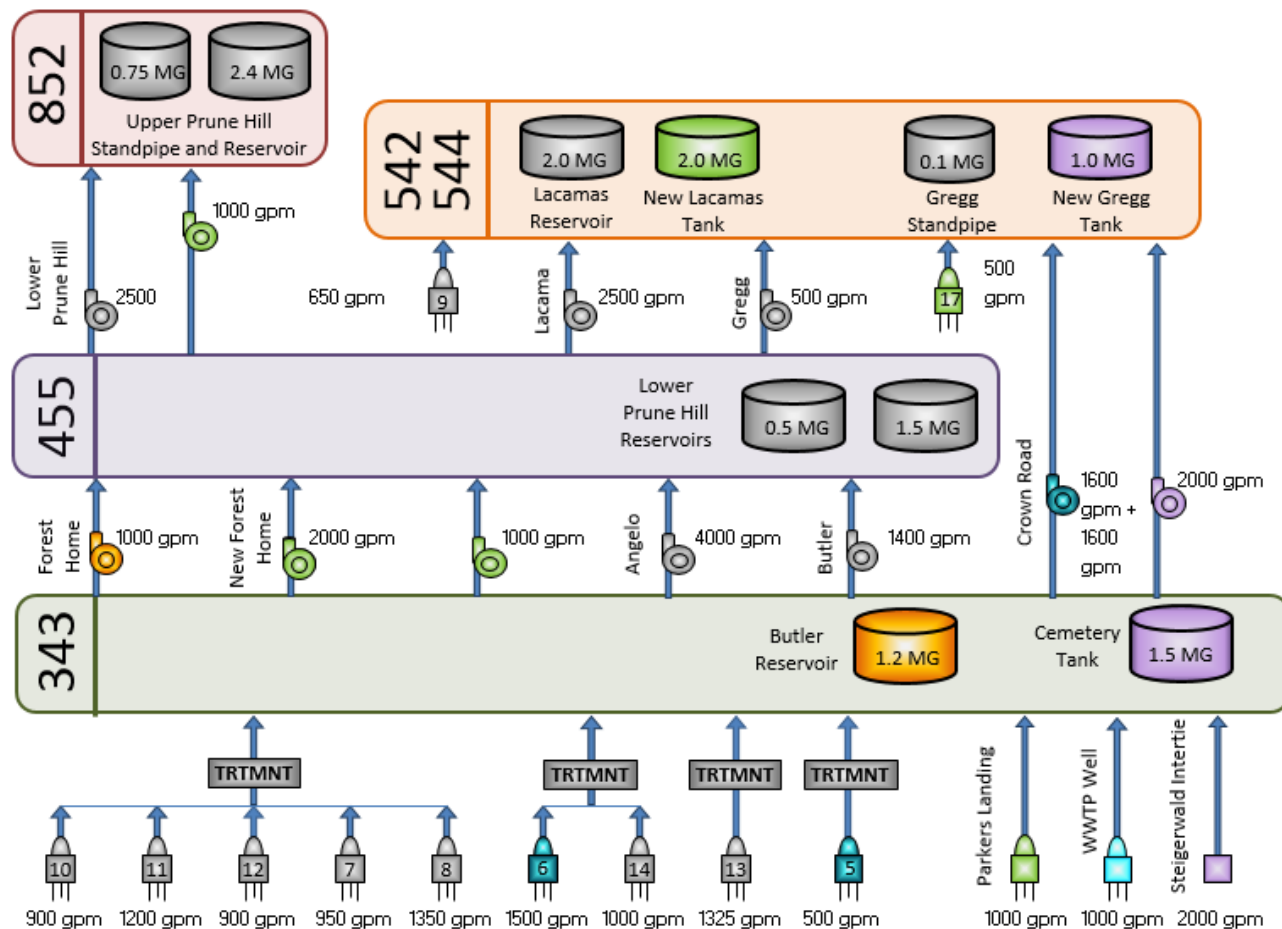 852
0.75 MG
2.4 MG
Upper Prune Hill
Standpipe and Reservoir
542
544
2.0 MG
2.0 MG
0.1 MG
1.0 MG
Lacamas
Reservoir
New Lacamas
Tank
Gregg
Standpipe
New Gregg
Tank
Lower
Prune Hill
2500
1000 gpm
650 gpm
9
Lacama
2500 gpm
Gregg
500 gpm
17
500
gpm
455
Lower
Prune Hill
Reservoirs
0.5 MG
1.5 MG
Forest
Home
1000 gpm
New Forest
Home
2000 gpm
1000 gpm
Angelo
4000 gpm
Butler
1400 gpm
Crown Road
1600
gpm +
1600
gpm
2000 gpm
343
Butler
Reservoir
1.2 MG
Cemetery
Tank
1.5 MG
TRTMNT
TRTMNT
TRTMNT
TRTMNT
10
11
12
7
8
6
14
13
5
Parkers Landing
WWTP Well
Steigerwald Intertie
900 gpm
1200 gpm
900 gpm
950 gpm
1350 gpm
1500 gpm
1000 gpm
1325 gpm
500 gpm
1000 gpm
1000 gpm
2000 gpm